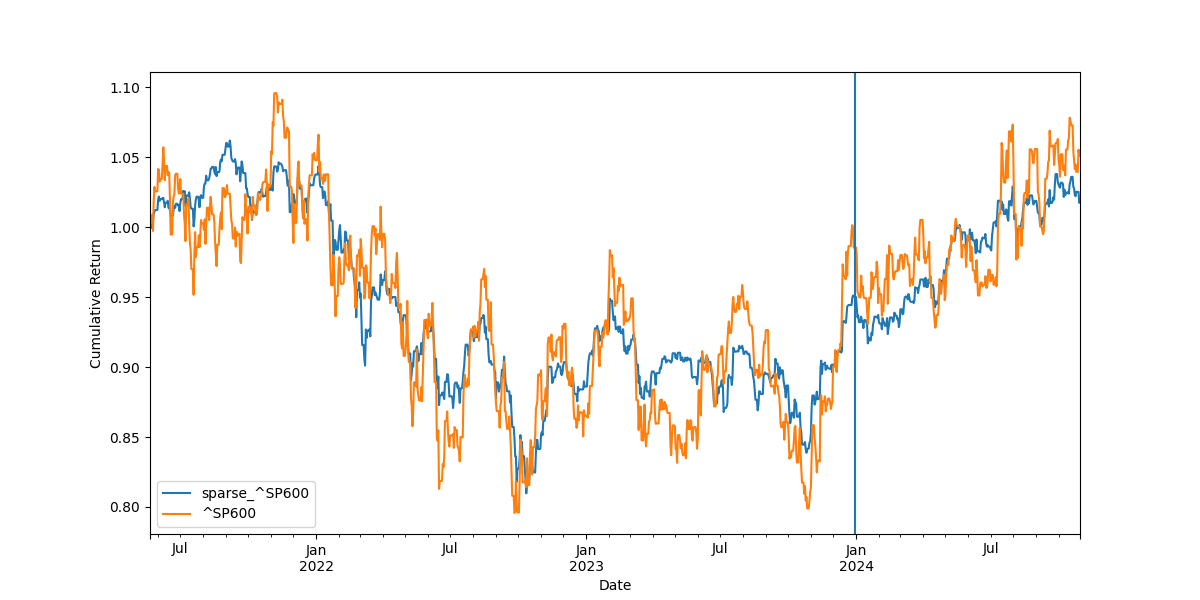 Cumulative Return
1.10
1.05
1.00
0.95
0.90
0.85
0.80
sparse_^SP600
^SP600
Jul
Jan
2022
Jul
Jan
2023
Jul
Jan
2024
Jul
Date